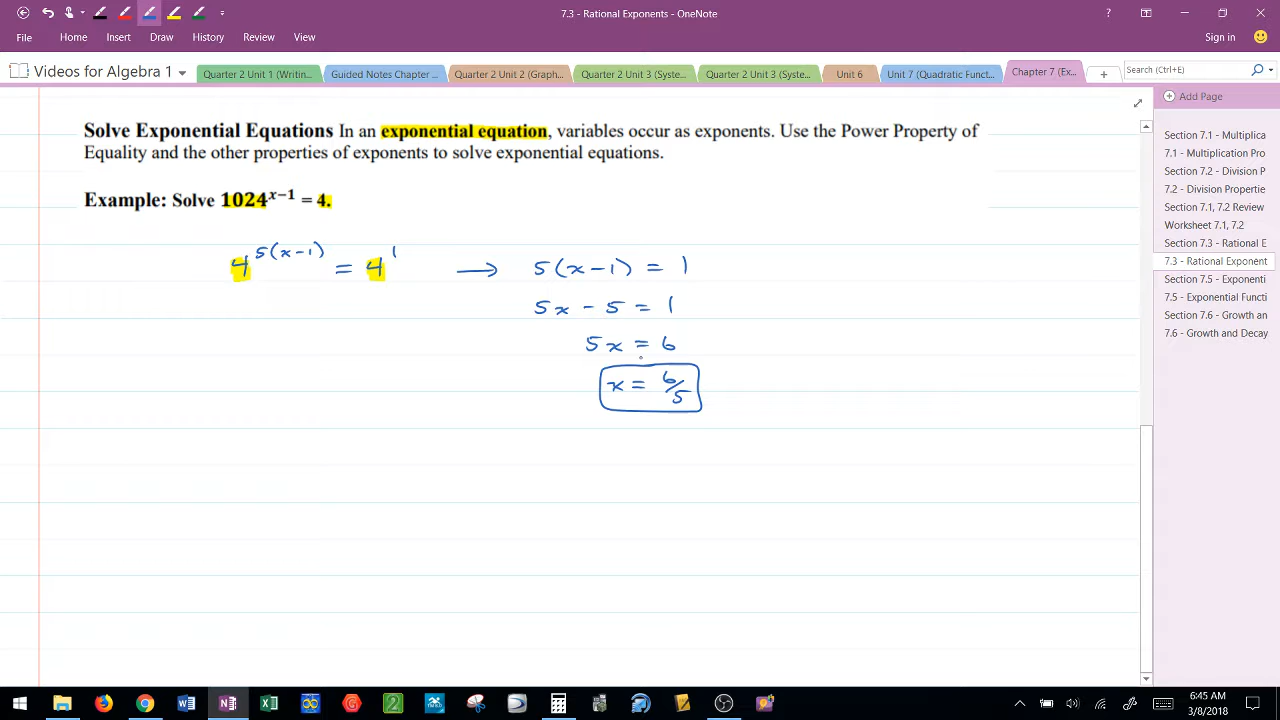 7.3 - Rational Exponents - OneNote
File Home Insert Draw History Review View
Sign in
Videos for Algebra 1
Quarter 2 Unit 1 (Writin...
Guided Notes Chapter ...
Quarter 2 Unit 2 (Graph...
Quarter 2 Unit 3 (Syste...
Quarter 2 Unit 3 (Syste...
Unit 6
Unit 7 (Quadratic Funct...
Chapter 7 (Ex...
Search (Ctrl+E)
Add Page
Section 7.1 - Multiplica
7.1 - Multiplication Pro
Section 7.2 - Division P
7.2 - Division Propertie
Section 7.1, 7.2 Review
Worksheet 7.1, 7.2
Section 7.3 - Rational E
7.3 - Rational Exponent
Section 7.5 - Exponenti
7.5 - Exponential Functi
Section 7.6 - Growth an
7.6 - Growth and Decay
Solve Exponential Equations In an exponential equation, variables occur as exponents. Use the Power Property of
Equality and the other properties of exponents to solve exponential equations.
Example: Solve 1024^{x−1} = 4.
4^{5(x−1)} = 4^{1} → 5(x−1) = 1
5x − 5 = 1
5x = 6
x = 6/5
6:45 AM
3/8/2018